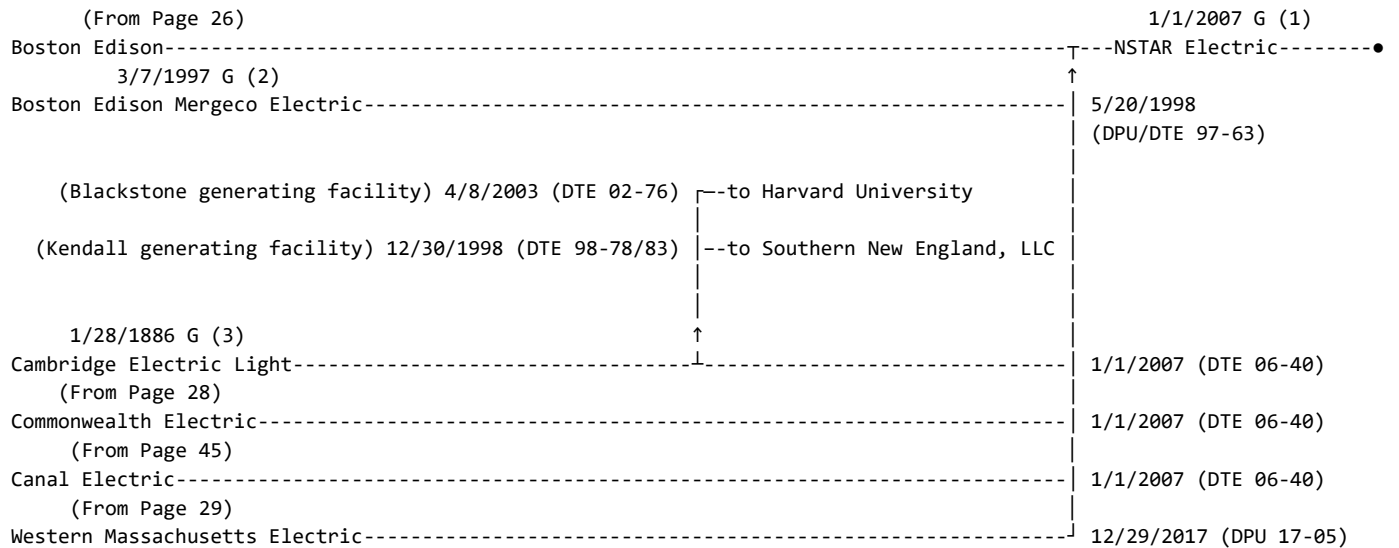 (From Page 26) 1/1/2007 G (1)
Boston Edison-----------------------------------------------------------------------------┬---NSTAR Electric--------●
3/7/1997 G (2) ↑
Boston Edison Mergeco Electric------------------------------------------------------------│ 5/20/1998
│ (DPU/DTE 97-63)
(Blackstone generating facility) 4/8/2003 (DTE 02-76) ┌--to Harvard University │
(Kendall generating facility) 12/30/1998 (DTE 98-78/83) │--to Southern New England, LLC │
1/28/1886 G (3) ↑ │
Cambridge Electric Light----------------------------------┴-------------------------------│ 1/1/2007 (DTE 06-40)
(From Page 28) │
Commonwealth Electric---------------------------------------------------------------------│ 1/1/2007 (DTE 06-40)
(From Page 45) │
Canal Electric----------------------------------------------------------------------------│ 1/1/2007 (DTE 06-40)
(From Page 29) │
Western Massachusetts Electric------------------------------------------------------------┘ 12/29/2017 (DPU 17-05)